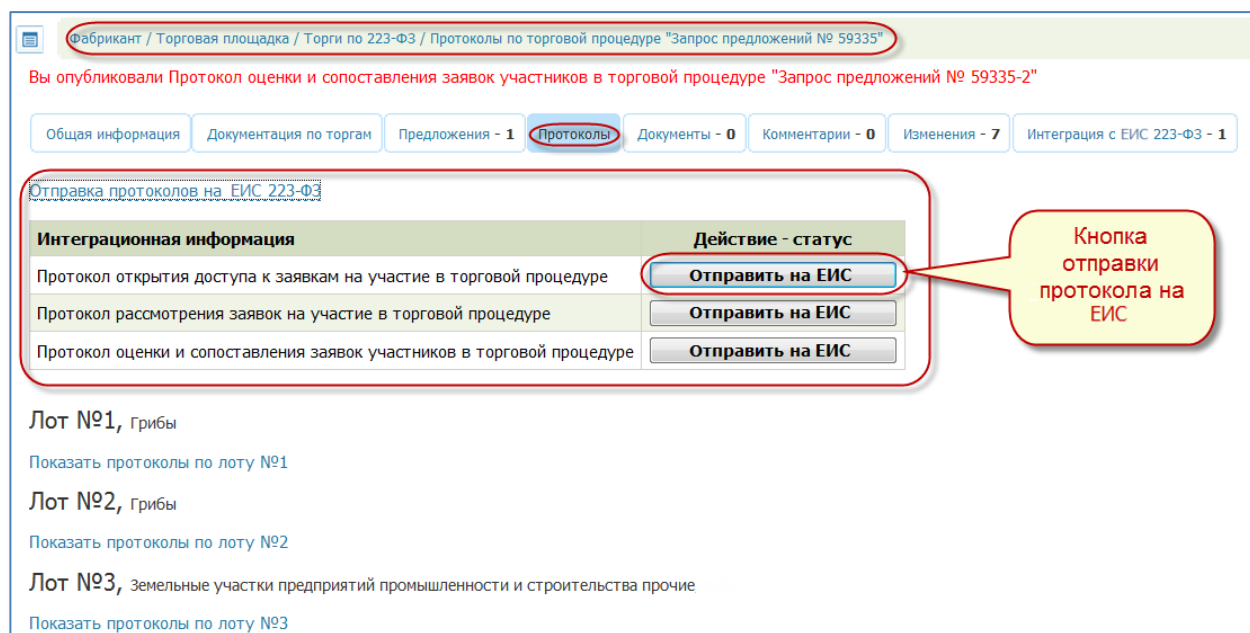 Фабрикант / Торговая площадка / Торги по 223-ФЗ / Протоколы по торговой процедуре "Запрос предложений № 59335"
Вы опубликовали Протокол оценки и сопоставления заявок участников в торговой процедуре "Запрос предложений № 59335-2"
Общая информация Документация по торгам Предложения - 1 Протоколы Документы - 0 Комментарии - 0 Изменения - 7 Интеграция с ЕИС 223-ФЗ - 1
Отправка протоколов на ЕИС 223-ФЗ
Интеграционная информация Действие - статус
Протокол открытия доступа к заявкам на участие в торговой процедуре Отправить на ЕИС
Протокол рассмотрения заявок на участие в торговой процедуре Отправить на ЕИС
Протокол оценки и сопоставления заявок участников в торговой процедуре Отправить на ЕИС
Кнопка
отправки
протокола на
ЕИС
Лот №1, Грибы
Показать протоколы по лоту №1
Лот №2, Грибы
Показать протоколы по лоту №2
Лот №3, Земельные участки предприятий промышленности и строительства прочие
Показать протоколы по лоту №3